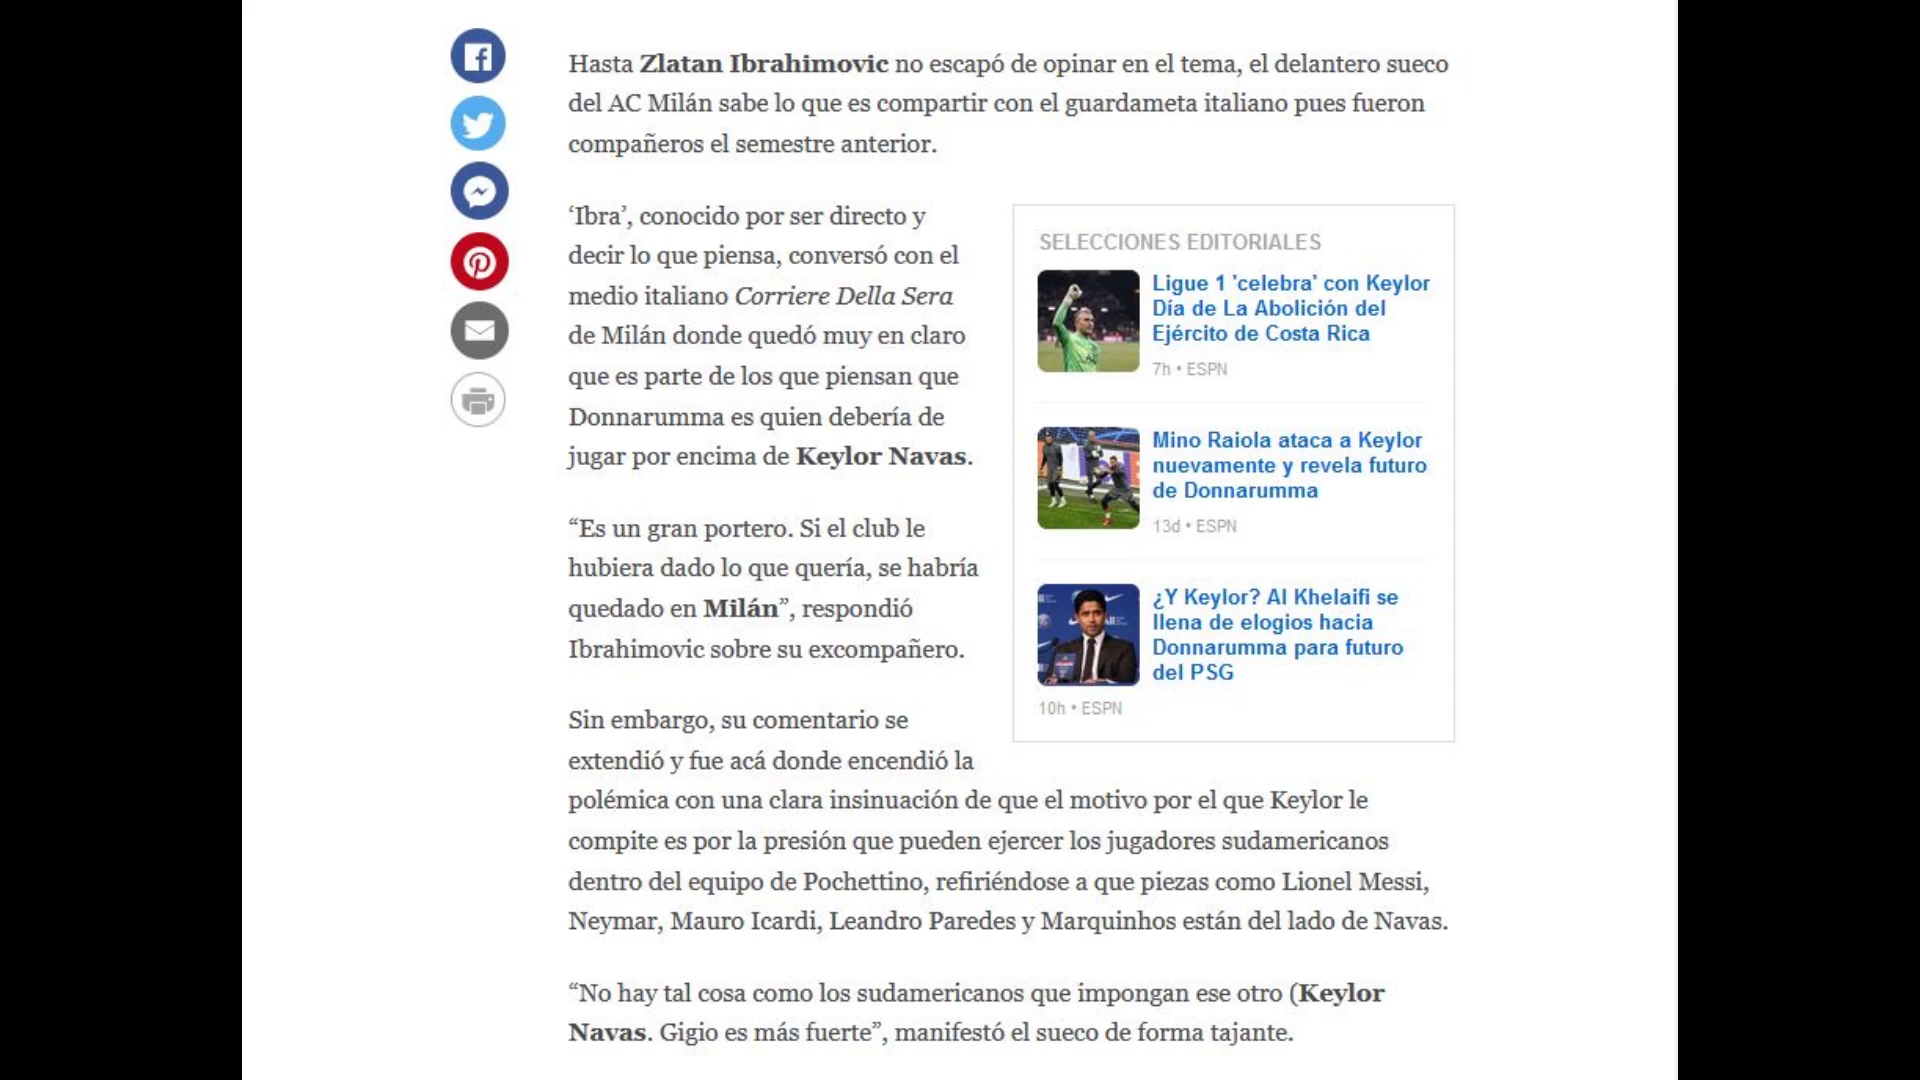 Hasta Zlatan Ibrahimovic no escapó de opinar en el tema, el delantero sueco
del AC Milán sabe lo que es compartir con el guardameta italiano pues fueron
compañeros el semestre anterior.
‘Ibra’, conocido por ser directo y
decir lo que piensa, conversó con el
medio italiano Corriere Della Sera
de Milán donde quedó muy en claro
que es parte de los que piensan que
Donnarumma es quien debería de
jugar por encima de Keylor Navas.
“Es un gran portero. Si el club le
hubiera dado lo que quería, se habría
quedado en Milán”, respondió
Ibrahimovic sobre su excompañero.
Sin embargo, su comentario se
extendió y fue acá donde encendió la
polémica con una clara insinuación de que el motivo por el que Keylor le
compite es por la presión que pueden ejercer los jugadores sudamericanos
dentro del equipo de Pochettino, refiriéndose a que piezas como Lionel Messi,
Neymar, Mauro Icardi, Leandro Paredes y Marquinhos están del lado de Navas.
“No hay tal cosa como los sudamericanos que impongan ese otro (Keylor
Navas. Gigio es más fuerte”, manifestó el sueco de forma tajante.
SELECCIONES EDITORIALES
Ligue 1 'celebra' con Keylor
Día de La Abolición del
Ejército de Costa Rica
7h • ESPN
Mino Raiola ataca a Keylor
nuevamente y revela futuro
de Donnarumma
13d • ESPN
¿Y Keylor? Al Khelaifi se
llena de elogios hacia
Donnarumma para futuro
del PSG
10h • ESPN